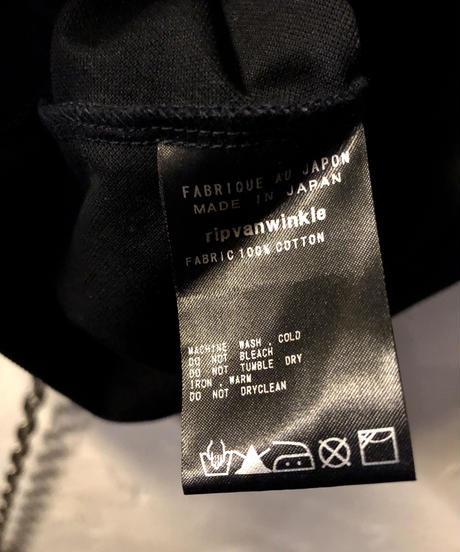 FABRIQUE AU JAPON
MADE IN JAPAN
ripvanwinkle
FABRIC 100% COTTON
MACHINE WASH , COLD
DO NOT BLEACH
DO NOT TUMBLE DRY
IRON , WARM
DO NOT DRYCLEAN